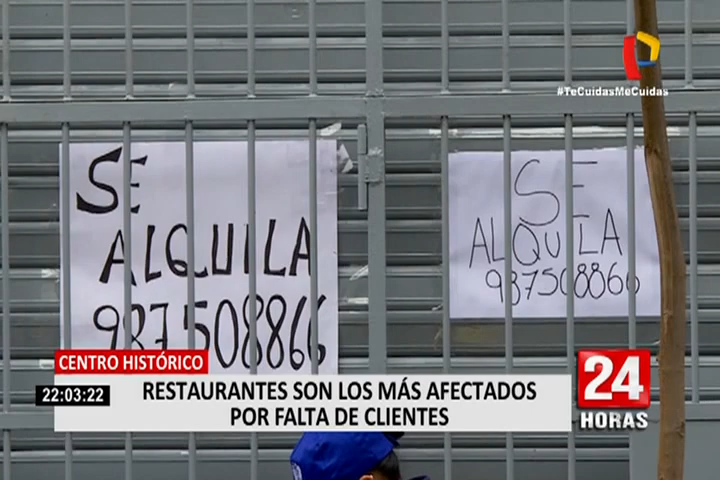 #TeCuidasMeCuidas
SE
ALQUILA
987508866
SE
ALQUILA
987508866
CENTRO HISTÓRICO
22:03:22
RESTAURANTES SON LOS MÁS AFECTADOS
POR FALTA DE CLIENTES
24
HORAS